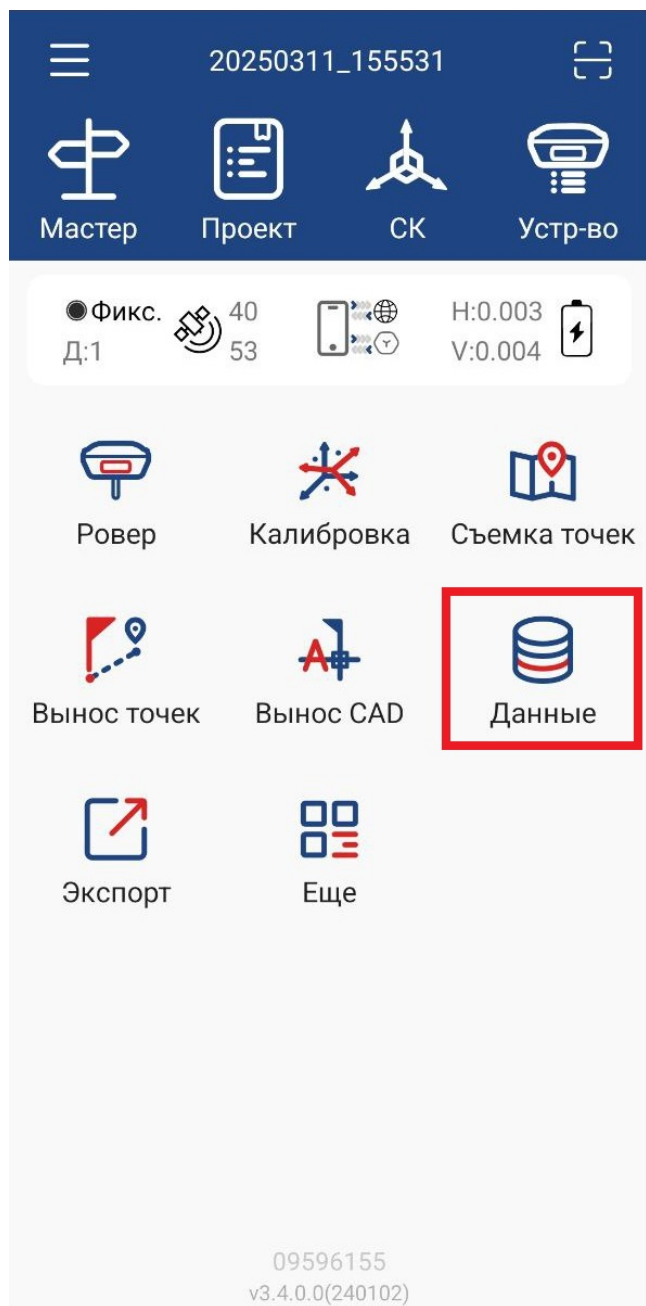 20250311_155531
Мастер Проект СК Устр-во
Фикс. 40 H:0.003
Д:1 53 V:0.004
Ровер Калибровка Съемка точек
Вынос точек Вынос CAD Данные
Экспорт Еще
09596155
v3.4.0.0(240102)